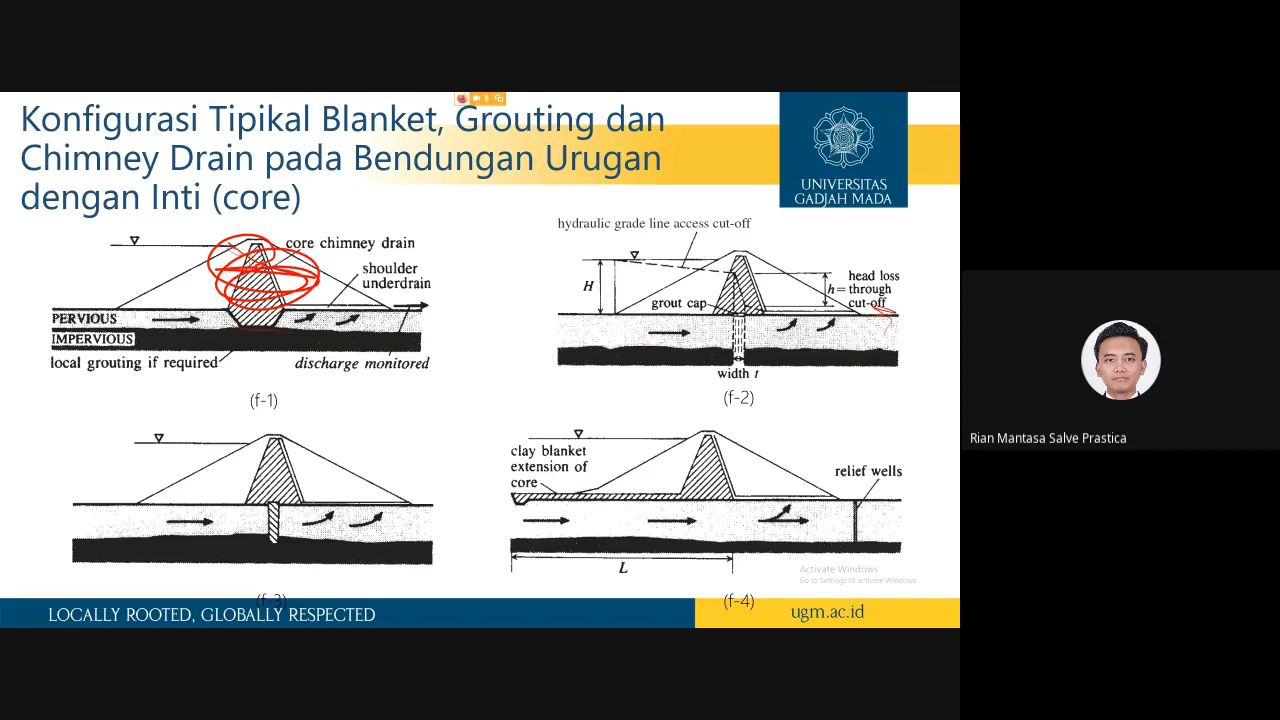 Konfigurasi Tipikal Blanket, Grouting dan
Chimney Drain pada Bendungan Urugan
dengan Inti (core)
UNIVERSITAS
GADJAH MADA
core chimney drain
shoulder
underdrain
PERVIOUS
IMPERVIOUS
local grouting if required
discharge monitored
(f-1)
hydraulic grade line access cut-off
H
grout cap
head loss
h = through
cut-off
width t
(f-2)
(f-3)
clay blanket
extension of
core
relief wells
L
(f-4)
Activate Windows
Go to Settings to activate Windows.
LOCALLY ROOTED, GLOBALLY RESPECTED
ugm.ac.id
Rian Mantasa Salve Prastica